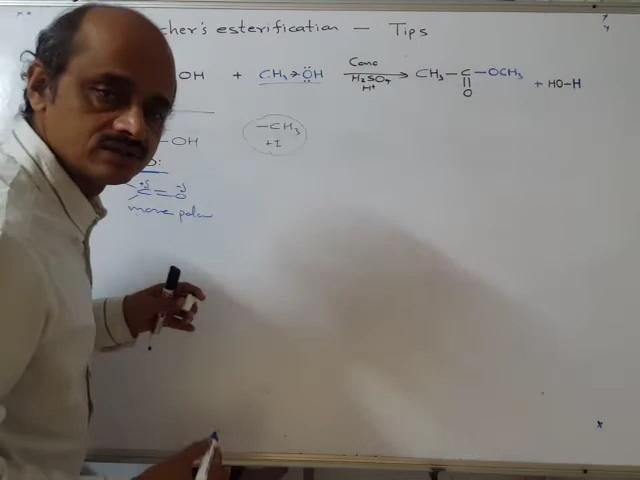 cher's esterification — Tips
OH + CH₃→ÖH Conc H₂SO₄ H⁺ → CH₃—C—OCH₃ + HO—H
O
—OH
—CH₃
+I
+δ -δ
C=O
more polar